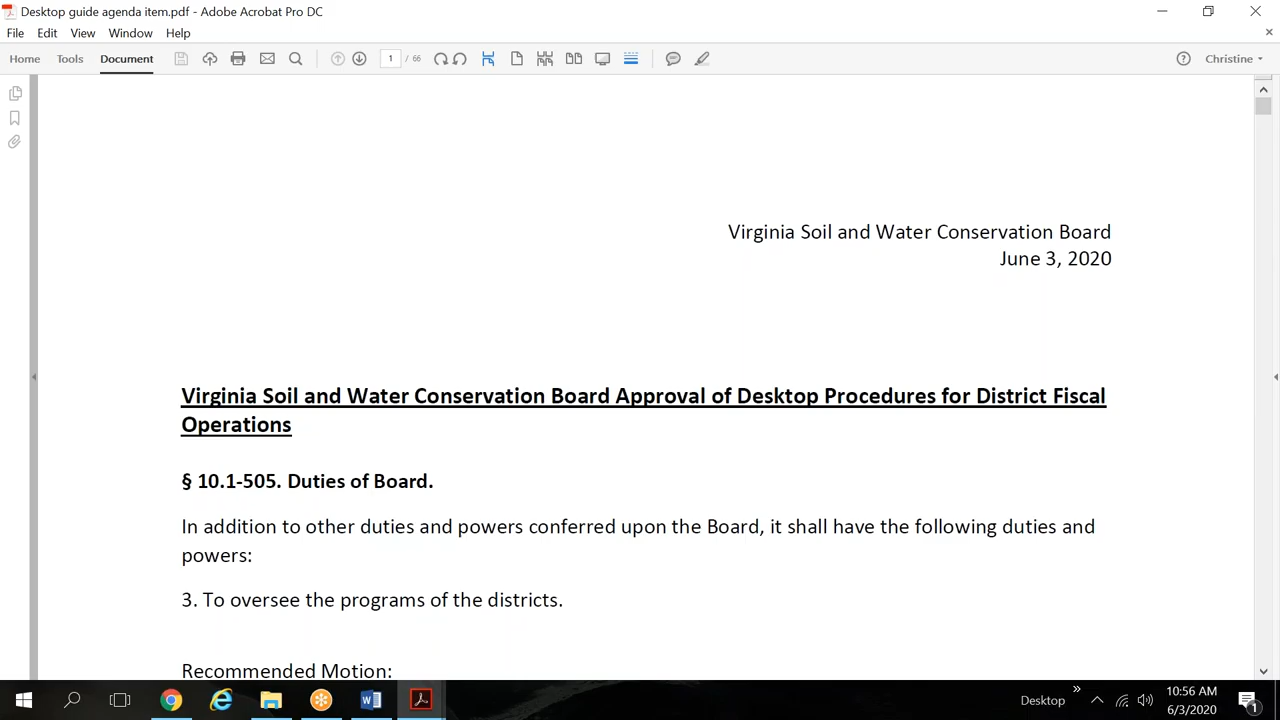 Desktop guide agenda item.pdf - Adobe Acrobat Pro DC
File Edit View Window Help
Home Tools Document 1 / 66 Christine
Virginia Soil and Water Conservation Board
June 3, 2020
Virginia Soil and Water Conservation Board Approval of Desktop Procedures for District Fiscal
Operations
§ 10.1-505. Duties of Board.
In addition to other duties and powers conferred upon the Board, it shall have the following duties and
powers:
3. To oversee the programs of the districts.
Recommended Motion:
Desktop
10:56 AM
6/3/2020
1